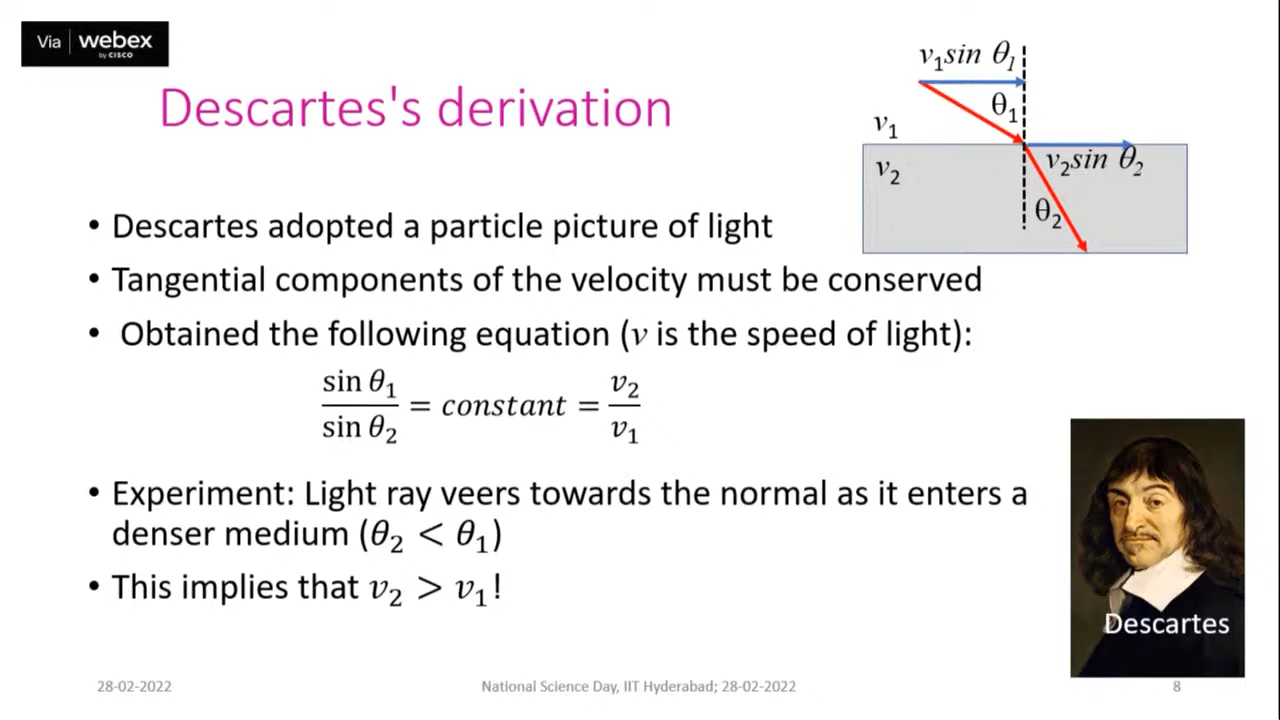 Via | webex
by CISCO
Descartes's derivation
v₁sin θ₁
θ₁
v₁
v₂
v₂sin θ₂
θ₂
• Descartes adopted a particle picture of light
• Tangential components of the velocity must be conserved
• Obtained the following equation (v is the speed of light):
sin θ₁ / sin θ₂ = constant = v₂ / v₁
• Experiment: Light ray veers towards the normal as it enters a
denser medium (θ₂ < θ₁)
• This implies that v₂ > v₁!
Descartes
28-02-2022
National Science Day, IIT Hyderabad; 28-02-2022
8